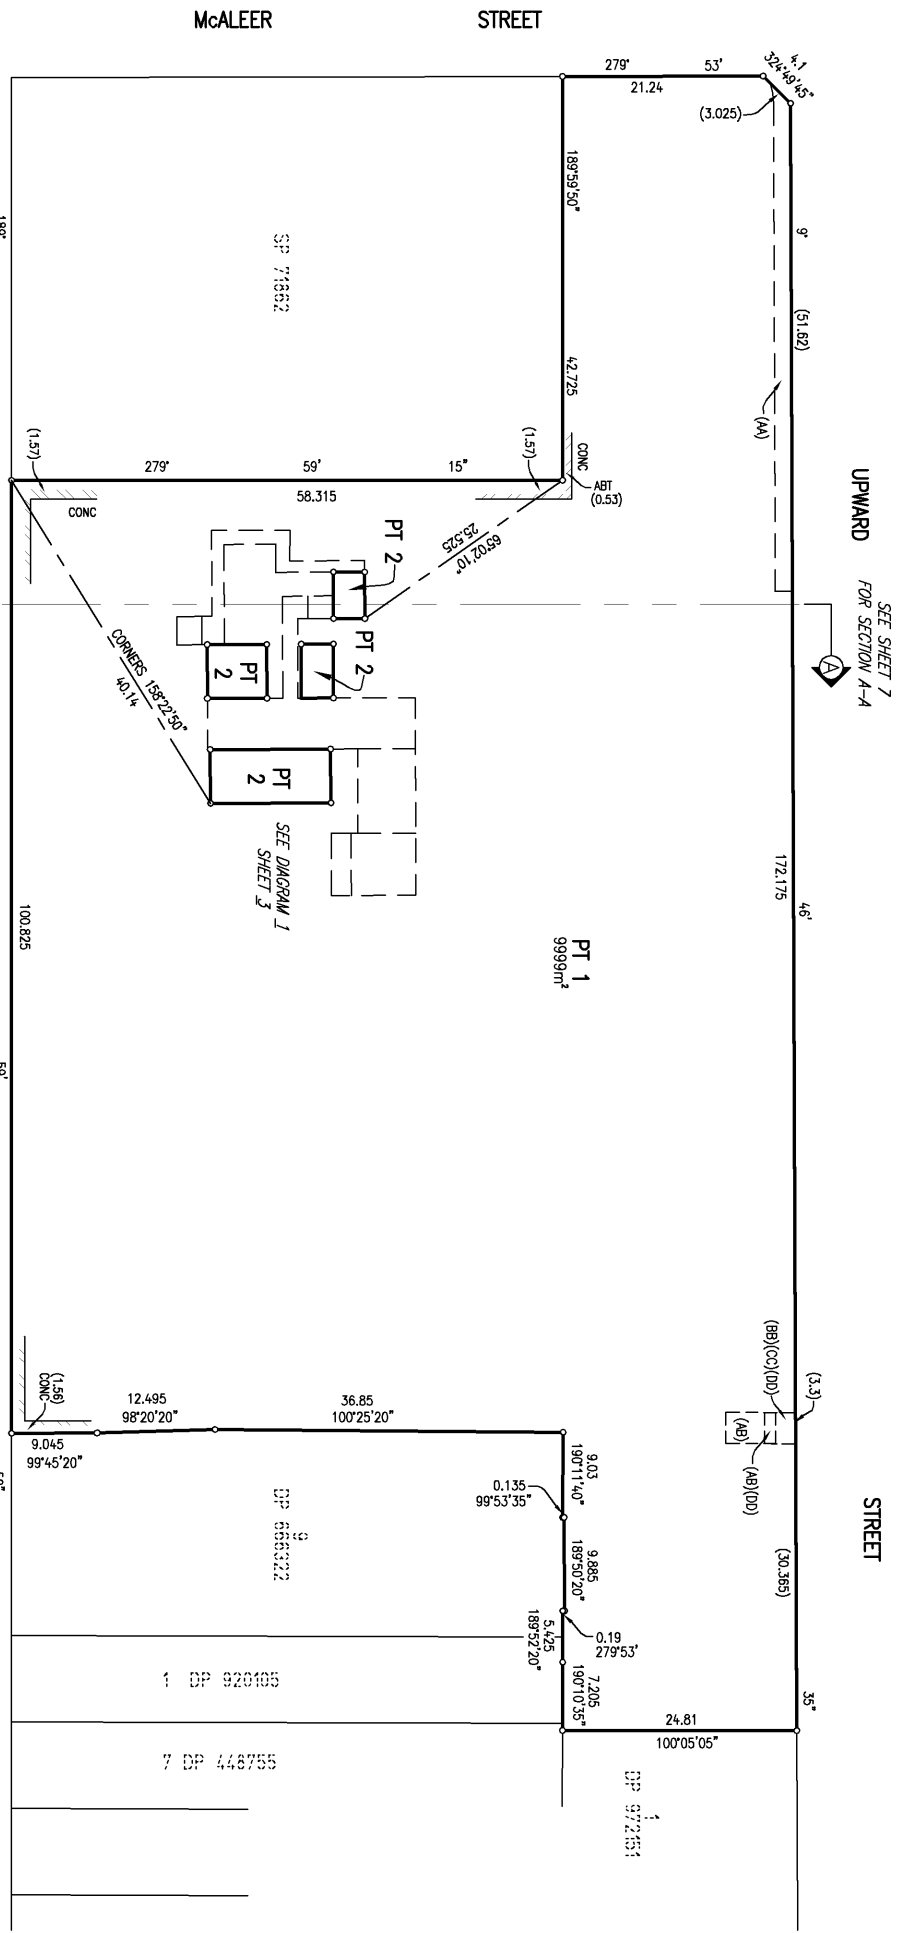 McALEER STREET
279° 53'
21.24
4.1
324°49'45"
(3.025)
189°59'50"
42.725
SP 71862
9° 46' 35"
(51.62)
172.175
(3.3)
(30.365)
(AA)
UPWARD STREET
SEE SHEET 7
FOR SECTION A-A
A
CONC
ABT
(0.53)
(1.57)
279° 59' 15"
58.315
(1.57)
CONC
65°02'10"
25.525
PT 2
PT 2
PT
2
PT
2
CORNERS 158°22'50"
40.14
SEE DIAGRAM 1
SHEET 3
PT 1
9999m²
189° 59' 50"
100.825
(BB)(CC)(DD)
(AB)
(AB)(DD)
(1.56)
CONC
9.045
99°45'20"
12.495
98°20'20"
36.85
100°25'20"
9.03
190°11'40"
0.135
99°53'35"
9.885
189°50'20"
0.19
279°53'
5.425
189°52'20"
7.205
190°10'35"
24.81
100°05'05"
9
DP 666322
1 DP 920105
7 DP 448755
1
DP 972161